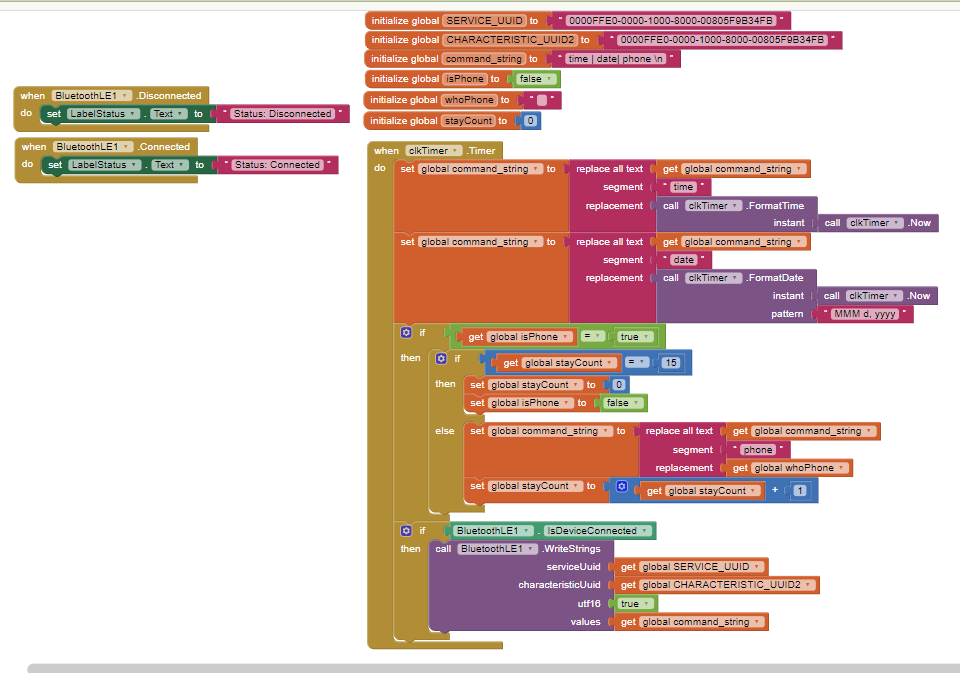 initialize global SERVICE_UUID to " 0000FFE0-0000-1000-8000-00805F9B34FB "
initialize global CHARACTERISTIC_UUID2 to " 0000FFE0-0000-1000-8000-00805F9B34FB "
initialize global command_string to " time | date| phone \n "
initialize global isPhone to false
initialize global whoPhone to " "
initialize global stayCount to 0
when BluetoothLE1 .Disconnected
do set LabelStatus . Text to " Status: Disconnected "
when BluetoothLE1 .Connected
do set LabelStatus . Text to " Status: Connected "
when clkTimer .Timer
do set global command_string to replace all text get global command_string
segment " time "
replacement call clkTimer .FormatTime
instant call clkTimer .Now
set global command_string to replace all text get global command_string
segment " date "
replacement call clkTimer .FormatDate
instant call clkTimer .Now
pattern " MMM d, yyyy "
if get global isPhone = true
then if get global stayCount = 15
then set global stayCount to 0
set global isPhone to false
else set global command_string to replace all text get global command_string
segment " phone "
replacement get global whoPhone
set global stayCount to get global stayCount + 1
if BluetoothLE1 . IsDeviceConnected
then call BluetoothLE1 .WriteStrings
serviceUuid get global SERVICE_UUID
characteristicUuid get global CHARACTERISTIC_UUID2
utf16 true
values get global command_string